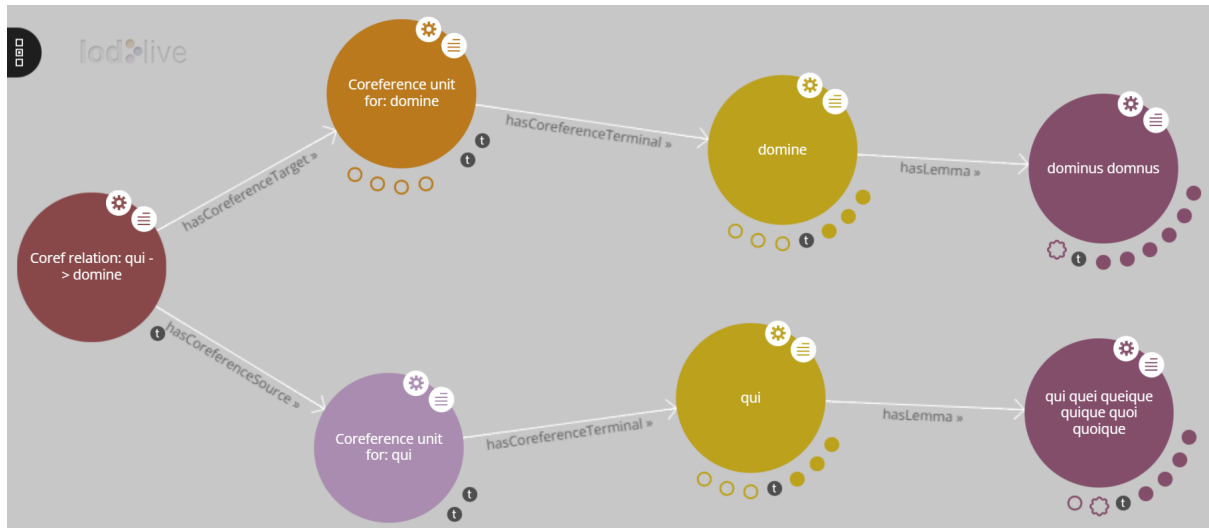 lodlive
Coreference unit
for: domine
t
t
hasCoreferenceTarget »
hasCoreferenceTerminal »
domine
t
hasLemma »
dominus domnus
t
Coref relation: qui -
> domine
t
hasCoreferenceSource »
Coreference unit
for: qui
t
t
hasCoreferenceTerminal »
qui
t
hasLemma »
qui quei queique
quique quoi
quoique
t